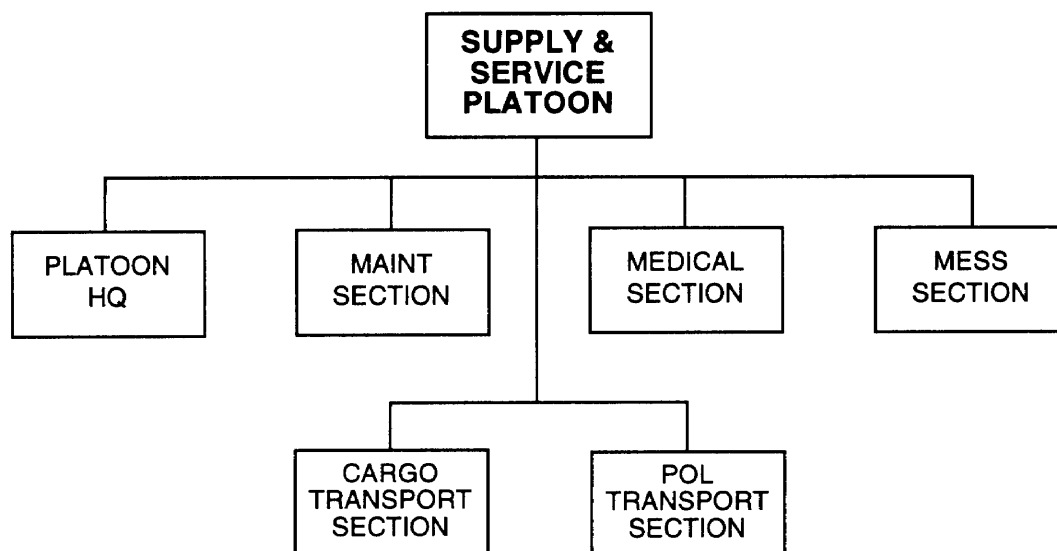 SUPPLY &
SERVICE
PLATOON
PLATOON
HQ
MAINT
SECTION
MEDICAL
SECTION
MESS
SECTION
CARGO
TRANSPORT
SECTION
POL
TRANSPORT
SECTION